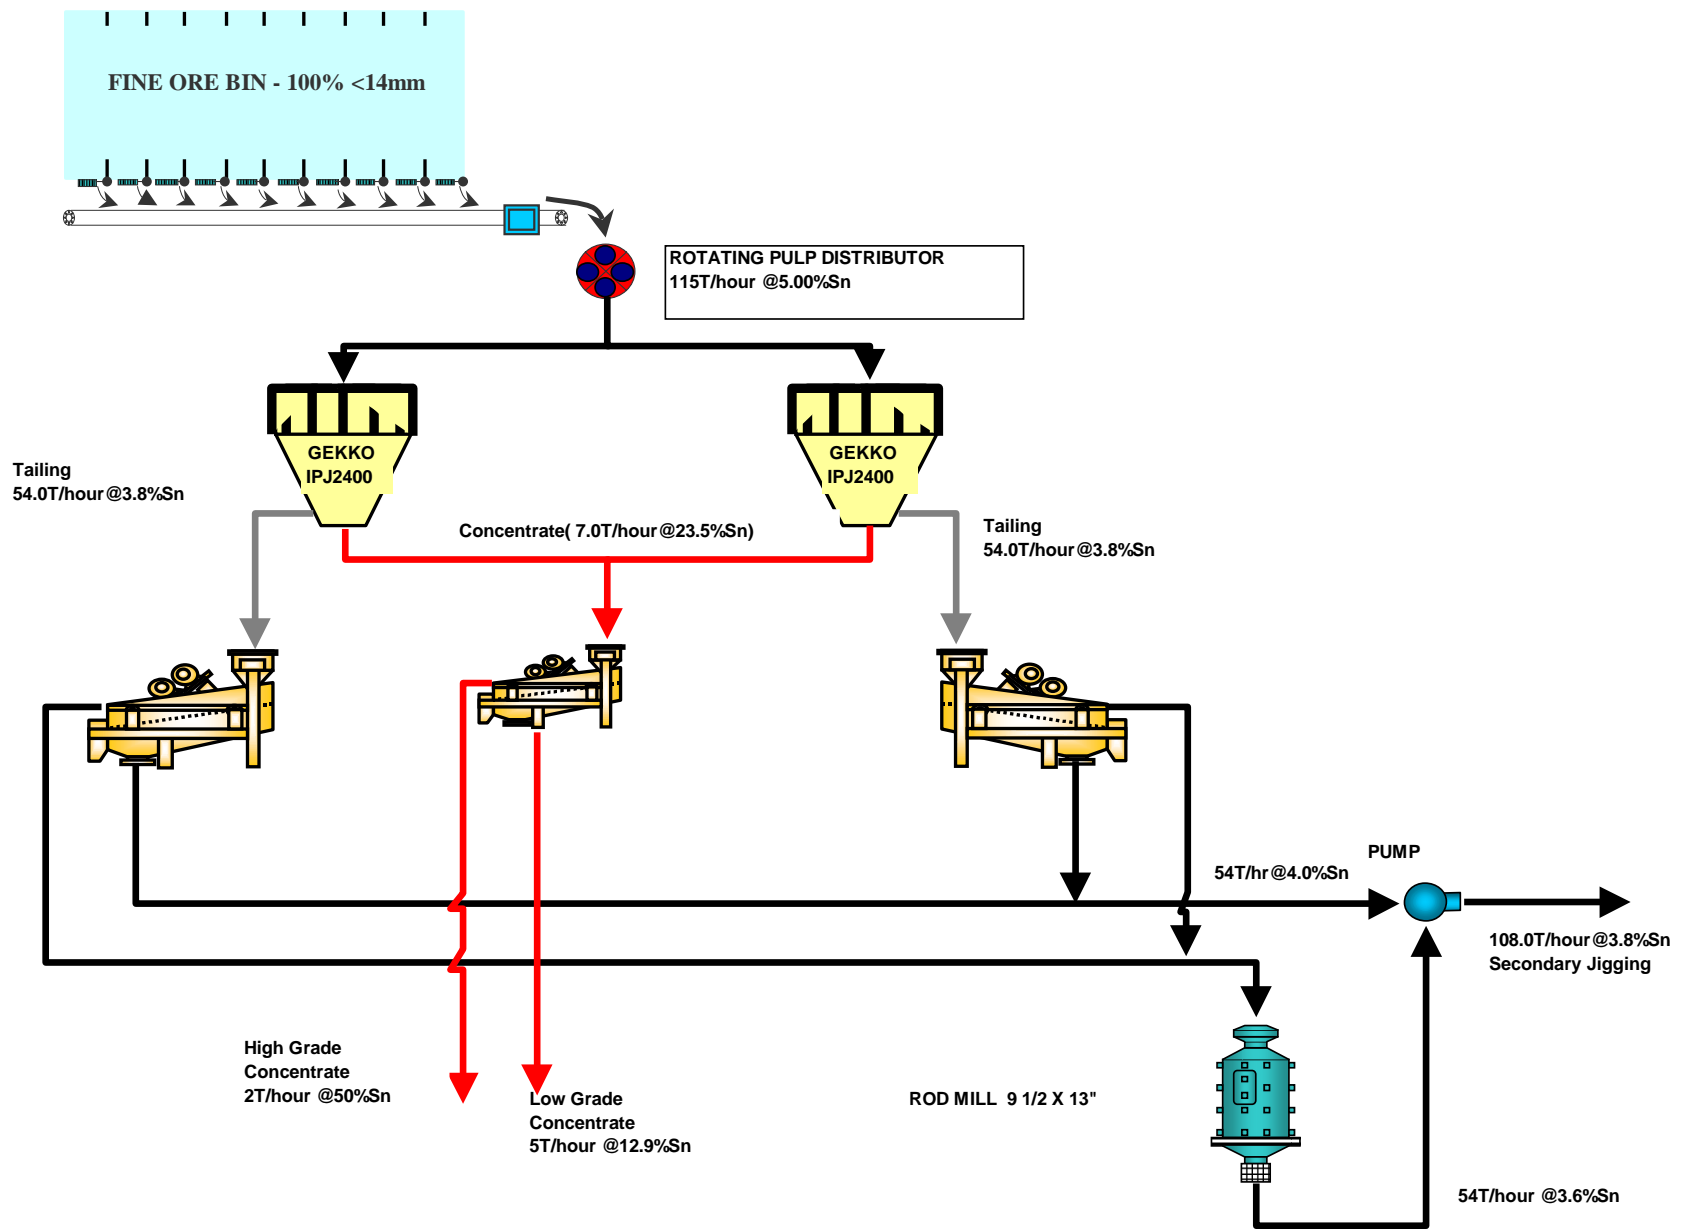 FINE ORE BIN - 100% <14mm
ROTATING PULP DISTRIBUTOR
115T/hour @5.00%Sn
GEKKO
IPJ2400
GEKKO
IPJ2400
Tailing
54.0T/hour@3.8%Sn
Concentrate( 7.0T/hour@23.5%Sn)
Tailing
54.0T/hour@3.8%Sn
PUMP
54T/hr@4.0%Sn
108.0T/hour@3.8%Sn
Secondary Jigging
High Grade
Concentrate
2T/hour @50%Sn
Low Grade
Concentrate
5T/hour @12.9%Sn
ROD MILL 9 1/2 X 13"
54T/hour @3.6%Sn